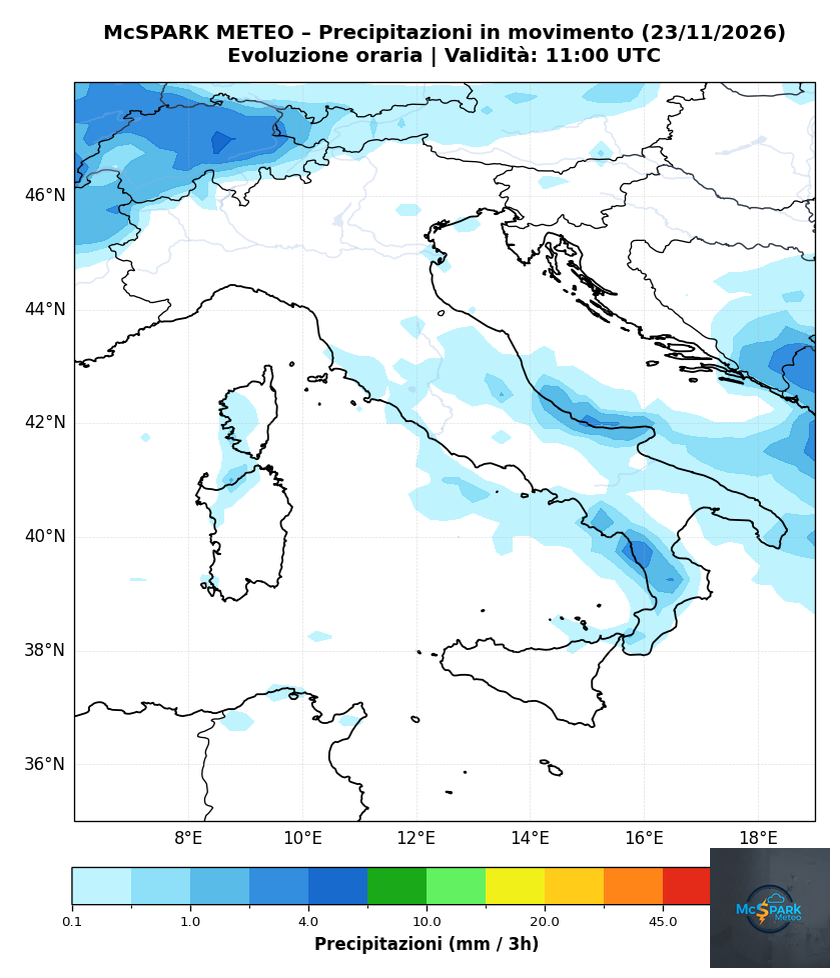 McSPARK METEO – Precipitazioni in movimento (23/11/2026)
Evoluzione oraria | Validità: 11:00 UTC
46°N
44°N
42°N
40°N
38°N
36°N
8°E 10°E 12°E 14°E 16°E 18°E
0.1 1.0 4.0 10.0 20.0 45.0
Precipitazioni (mm / 3h)
McSPARK
Meteo